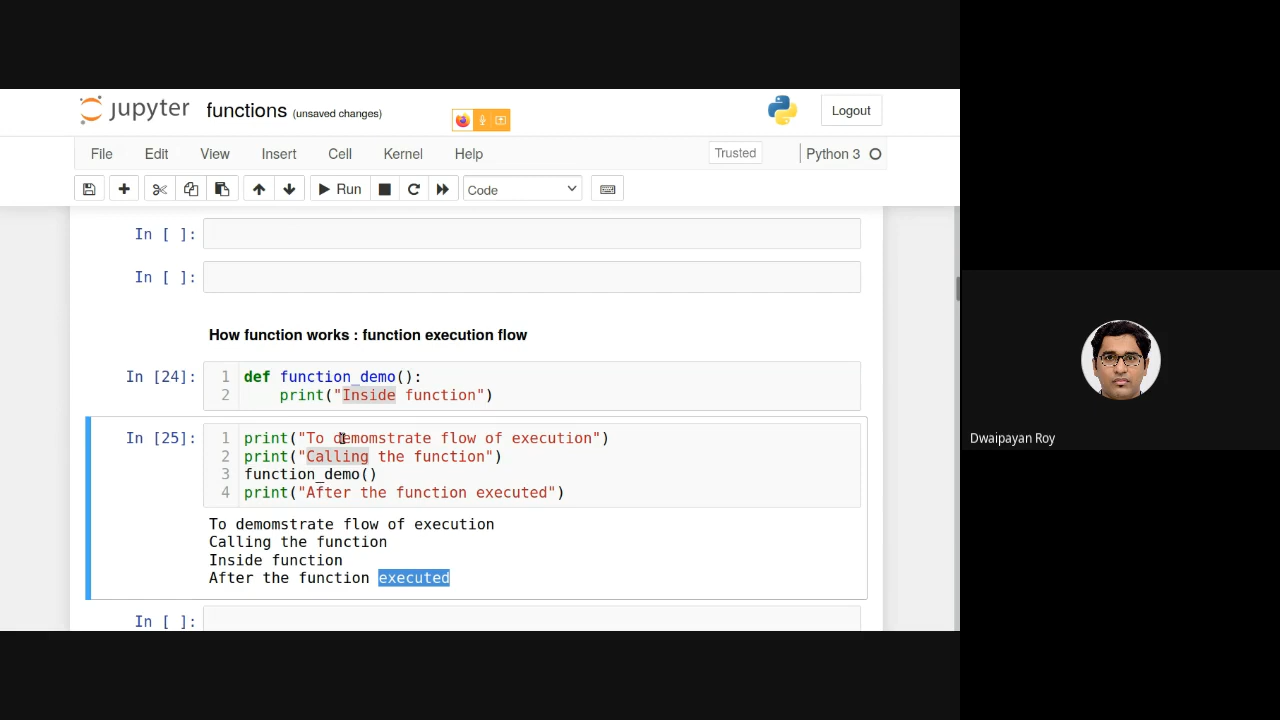 jupyter functions (unsaved changes)
Logout
File Edit View Insert Cell Kernel Help
Trusted
Python 3
Run
Code
In [ ]:
In [ ]:
How function works : function execution flow
In [24]:
1 def function_demo():
2 print("Inside function")
In [25]:
1 print("To demomstrate flow of execution")
2 print("Calling the function")
3 function_demo()
4 print("After the function executed")
To demomstrate flow of execution
Calling the function
Inside function
After the function executed
In [ ]:
Dwaipayan Roy